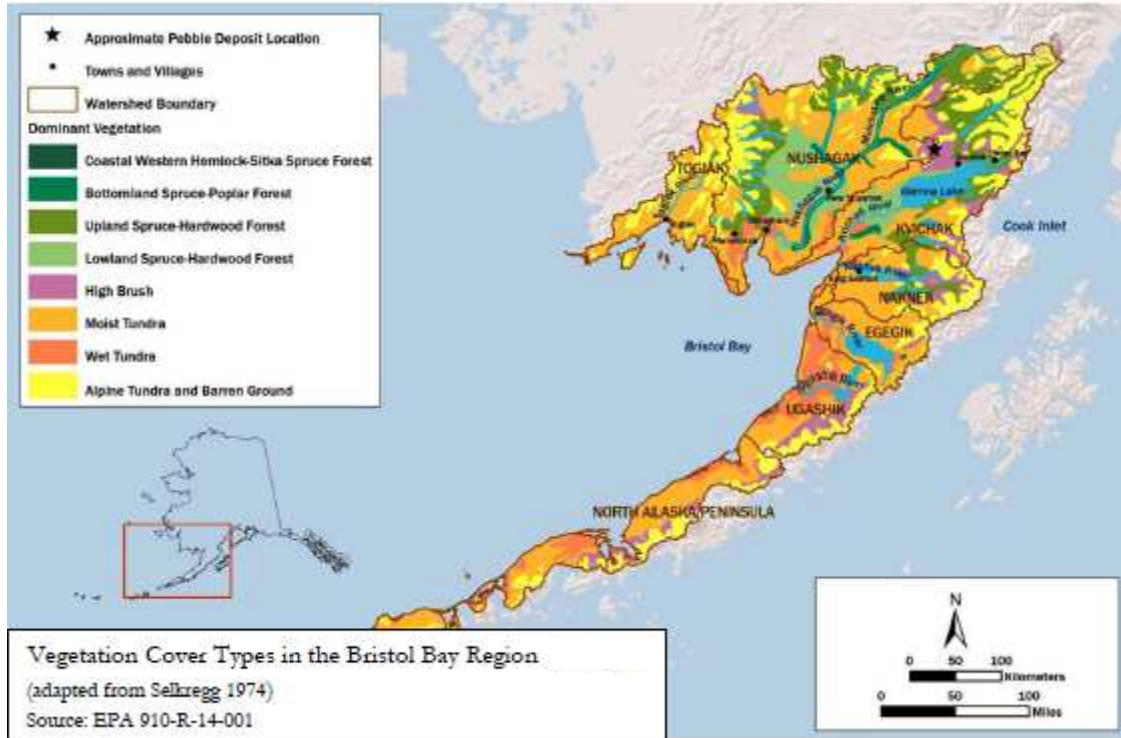 Approximate Pebble Deposit Location
Towns and Villages
Watershed Boundary
Dominant Vegetation
Coastal Western Hemlock-Sitka Spruce Forest
Bottomland Spruce-Poplar Forest
Upland Spruce-Hardwood Forest
Lowland Spruce-Hardwood Forest
High Brush
Moist Tundra
Wet Tundra
Alpine Tundra and Barren Ground
TOGIAK
NUSHAGAK
Iliamna Lake
KVICHAK
Cook Inlet
NAKNEK
EGEGIK
Bristol Bay
UGASHIK
NORTH ALASKA PENINSULA
N
0 50 100
Kilometers
0 50 100
Miles
Vegetation Cover Types in the Bristol Bay Region
(adapted from Selkregg 1974)
Source: EPA 910-R-14-001